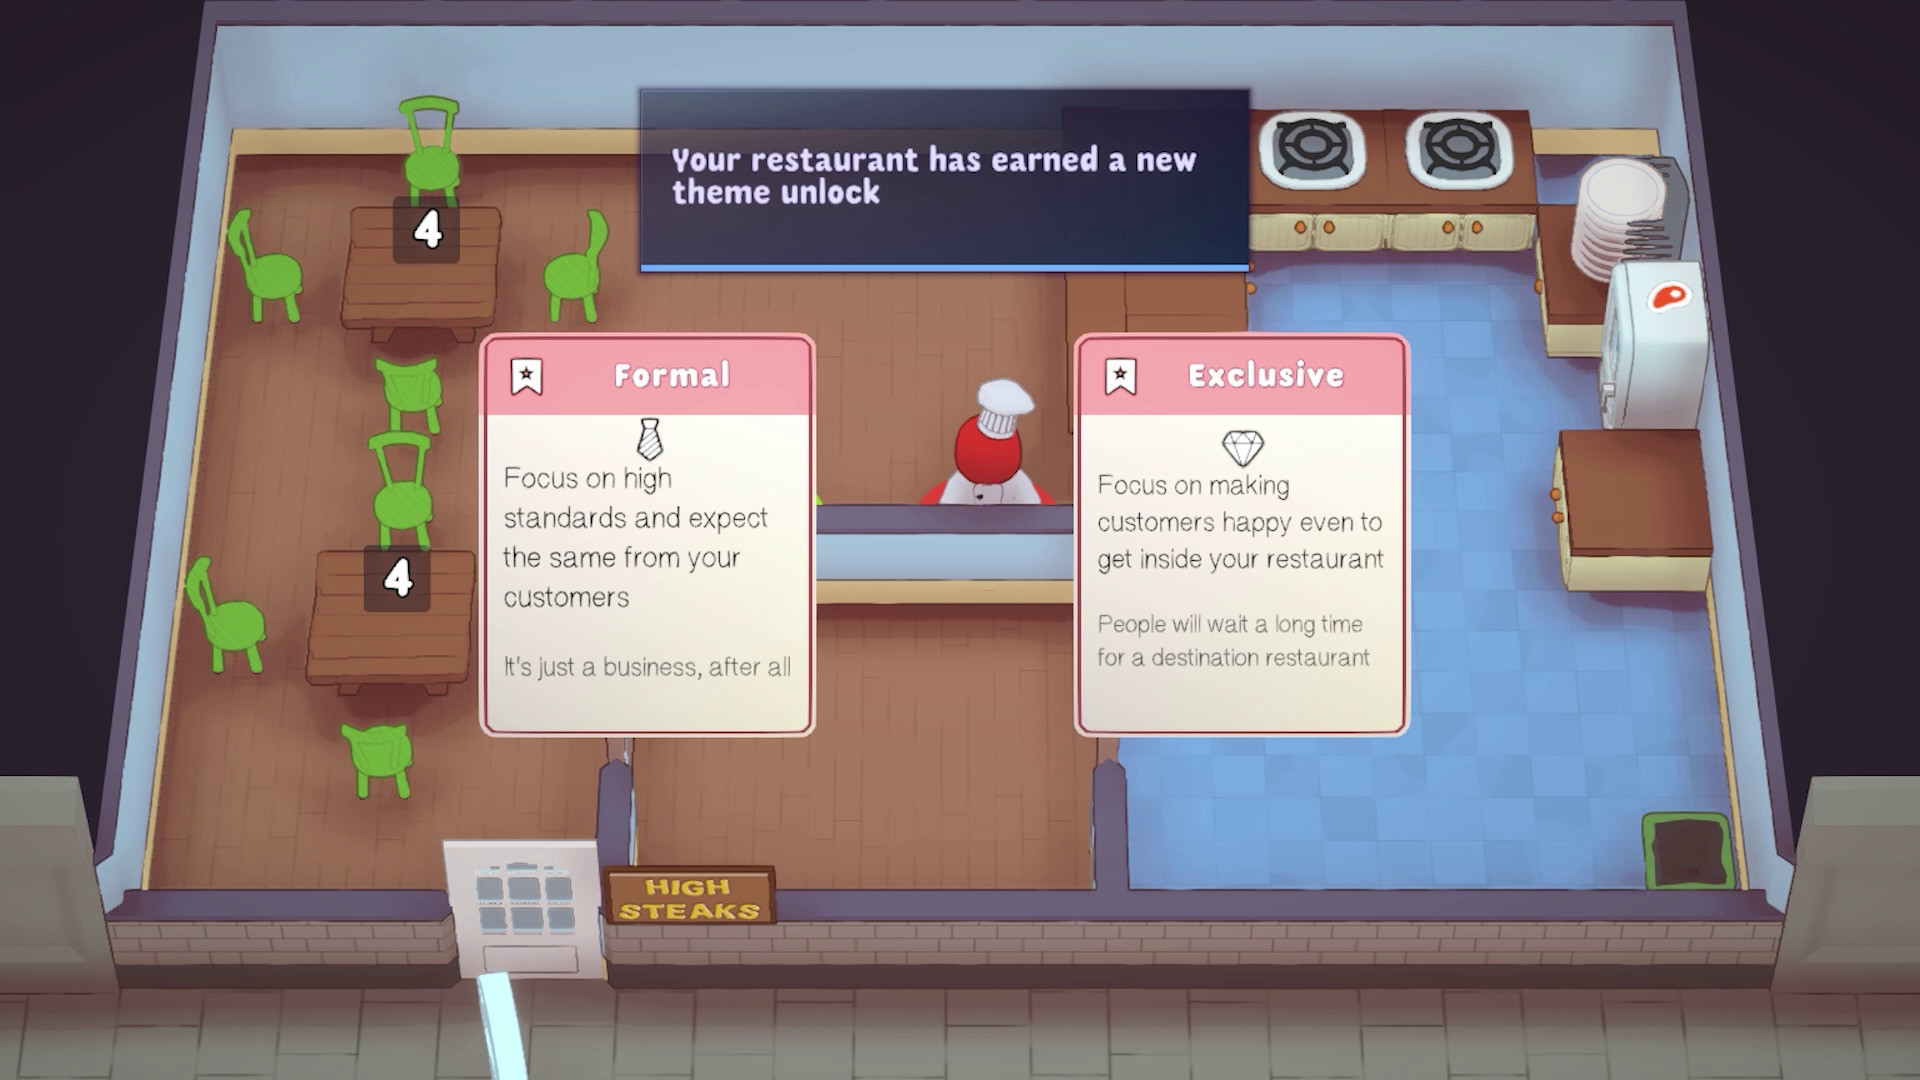 Your restaurant has earned a new
theme unlock
4
4
Formal
Focus on high
standards and expect
the same from your
customers
It's just a business, after all
Exclusive
Focus on making
customers happy even to
get inside your restaurant
People will wait a long time
for a destination restaurant
HIGH
STEAKS